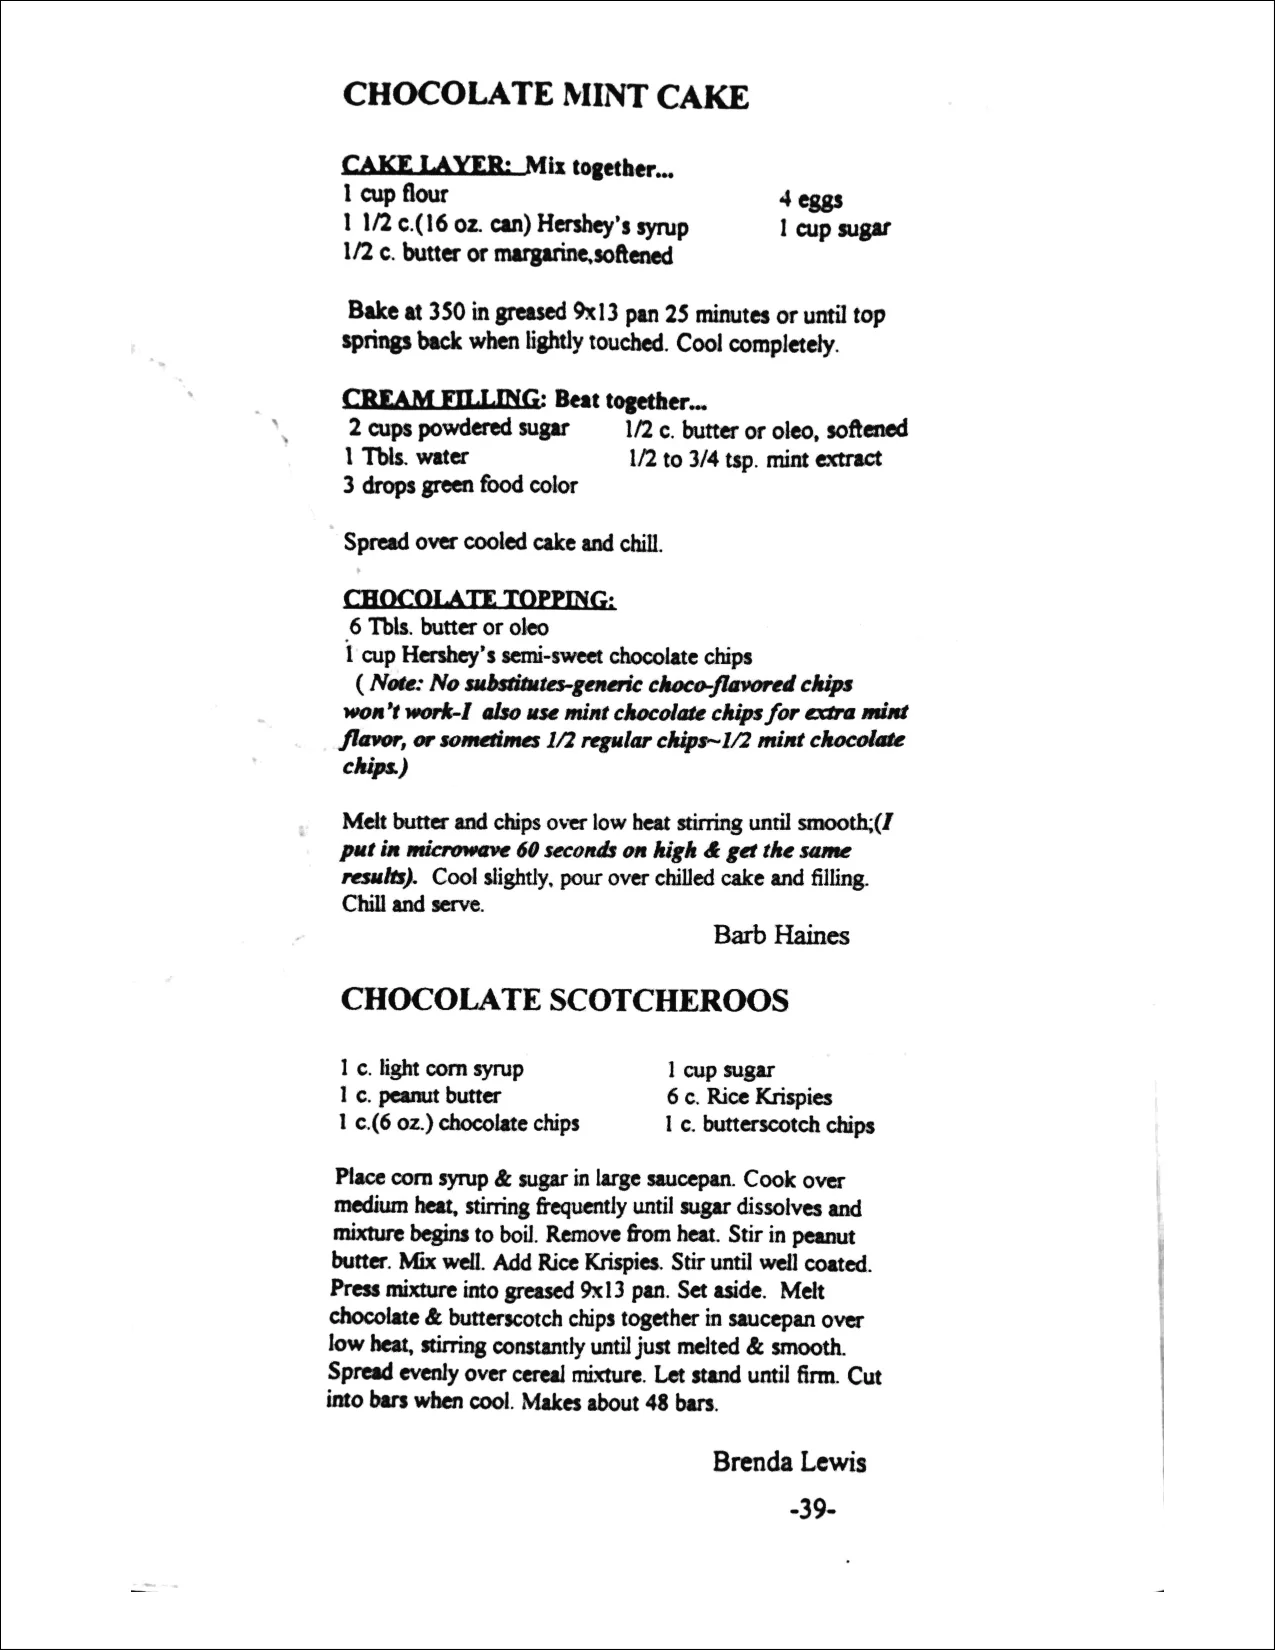 CHOCOLATE MINT CAKE
CAKE LAYER: Mix together...
1 cup flour 4 eggs
1 1/2 c.(16 oz. can) Hershey's syrup 1 cup sugar
1/2 c. butter or margarine,softened
Bake at 350 in greased 9x13 pan 25 minutes or until top
springs back when lightly touched. Cool completely.
CREAM FILLING: Beat together...
2 cups powdered sugar 1/2 c. butter or oleo, softened
1 Tbls. water 1/2 to 3/4 tsp. mint extract
3 drops green food color
Spread over cooled cake and chill.
CHOCOLATE TOPPING:
6 Tbls. butter or oleo
1 cup Hershey's semi-sweet chocolate chips
( Note: No substitutes-generic choco-flavored chips
won't work-I also use mint chocolate chips for extra mint
flavor, or sometimes 1/2 regular chips~1/2 mint chocolate
chips.)
Melt butter and chips over low heat stirring until smooth;(I
put in microwave 60 seconds on high & get the same
results). Cool slightly, pour over chilled cake and filling.
Chill and serve.
Barb Haines
CHOCOLATE SCOTCHEROOS
1 c. light corn syrup 1 cup sugar
1 c. peanut butter 6 c. Rice Krispies
1 c.(6 oz.) chocolate chips 1 c. butterscotch chips
Place corn syrup & sugar in large saucepan. Cook over
medium heat, stirring frequently until sugar dissolves and
mixture begins to boil. Remove from heat. Stir in peanut
butter. Mix well. Add Rice Krispies. Stir until well coated.
Press mixture into greased 9x13 pan. Set aside. Melt
chocolate & butterscotch chips together in saucepan over
low heat, stirring constantly until just melted & smooth.
Spread evenly over cereal mixture. Let stand until firm. Cut
into bars when cool. Makes about 48 bars.
Brenda Lewis
-39-